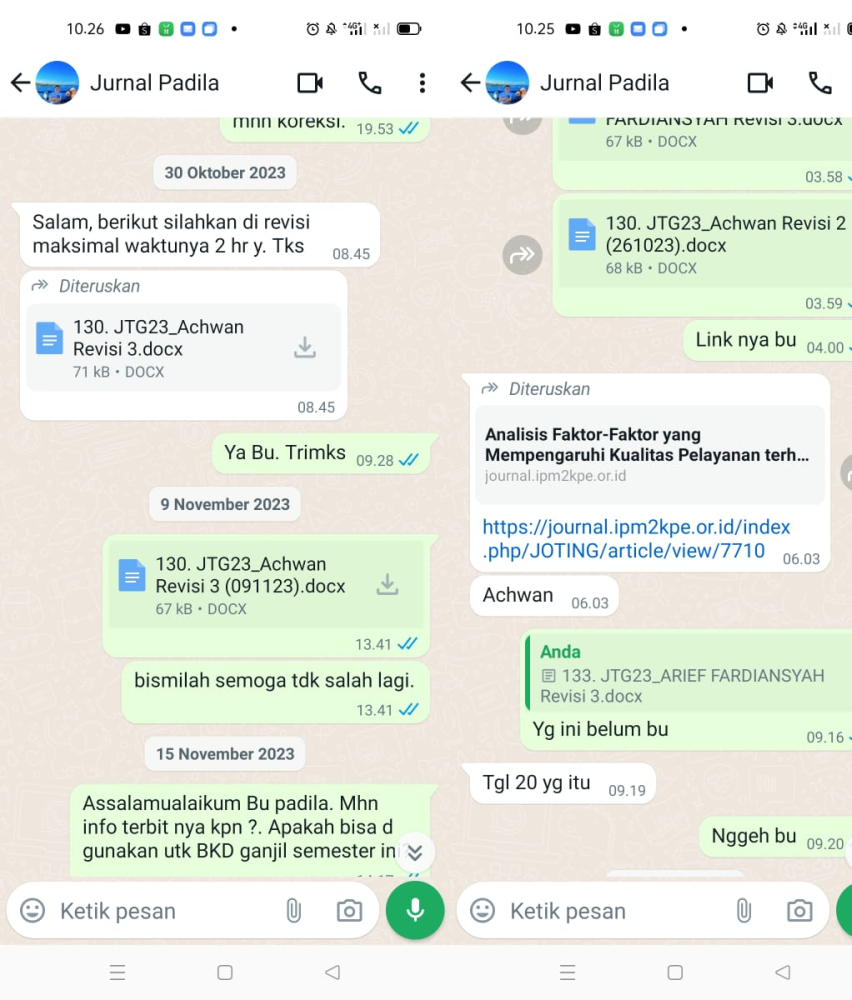 10.26
Jurnal Padila
mhn koreksi. 19.53
30 Oktober 2023
Salam, berikut silahkan di revisi
maksimal waktunya 2 hr y. Tks 08.45
Diteruskan
130. JTG23_Achwan
Revisi 3.docx
71 kB • DOCX
08.45
Ya Bu. Trimks 09.28
9 November 2023
130. JTG23_Achwan
Revisi 3 (091123).docx
67 kB • DOCX
13.41
bismilah semoga tdk salah lagi.
13.41
15 November 2023
Assalamualaikum Bu padila. Mhn
info terbit nya kpn ?. Apakah bisa d
gunakan utk BKD ganjil semester ini
Ketik pesan
10.25
Jurnal Padila
FARDIANSYAH Revisi 3.docx
67 kB • DOCX
03.58
130. JTG23_Achwan Revisi 2
(261023).docx
68 kB • DOCX
03.59
Link nya bu 04.00
Diteruskan
Analisis Faktor-Faktor yang
Mempengaruhi Kualitas Pelayanan terh...
journal.ipm2kpe.or.id
https://journal.ipm2kpe.or.id/index
.php/JOTING/article/view/7710 06.03
Achwan 06.03
Anda
133. JTG23_ARIEF FARDIANSYAH
Revisi 3.docx
Yg ini belum bu 09.16
Tgl 20 yg itu 09.19
Nggeh bu 09.20
Ketik pesan